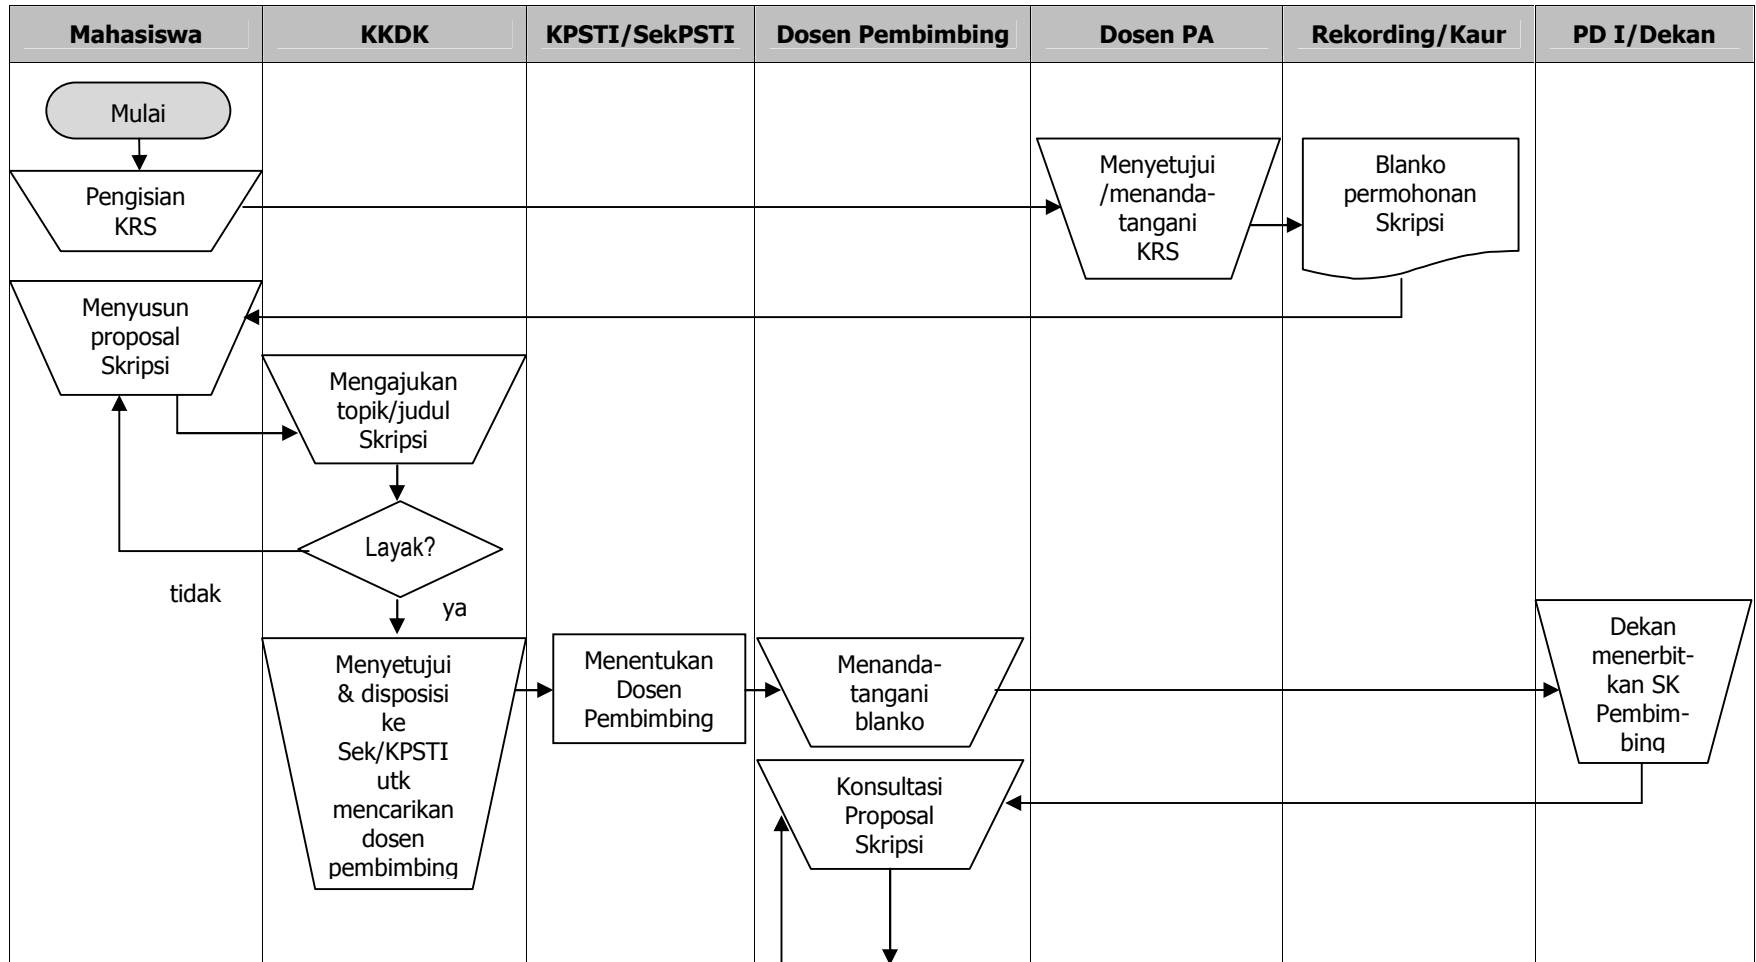 Mahasiswa
KKDK
KPSTI/SekPSTI
Dosen Pembimbing
Dosen PA
Rekording/Kaur
PD I/Dekan
Mulai
Pengisian
KRS
Menyetujui
/menanda-
tangani
KRS
Blanko
permohonan
Skripsi
Menyusun
proposal
Skripsi
Mengajukan
topik/judul
Skripsi
Layak?
tidak
ya
Menyetujui
& disposisi
ke
Sek/KPSTI
utk
mencarikan
dosen
pembimbing
Menentukan
Dosen
Pembimbing
Menanda-
tangani
blanko
Dekan
menerbit-
kan SK
Pembim-
bing
Konsultasi
Proposal
Skripsi